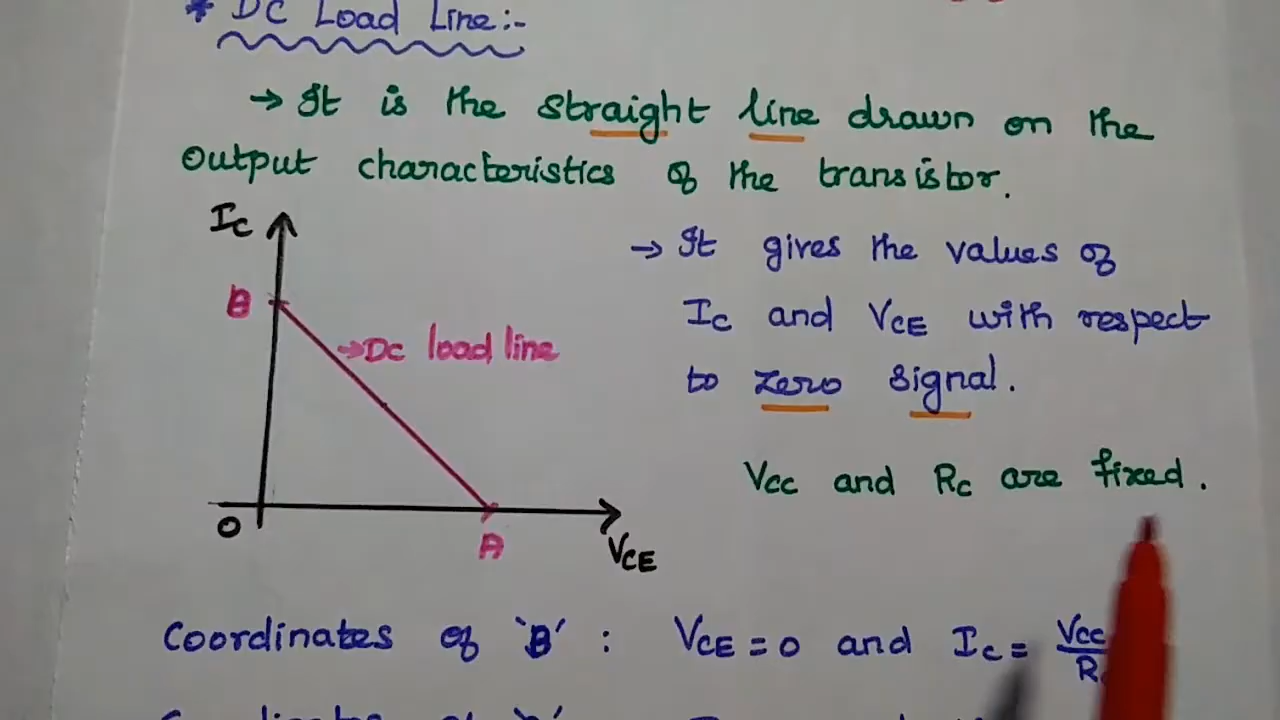 * DC Load Line:-
→ It is the straight line drawn on the
output characteristics of the transistor.
IC
B
→DC load line
O
A
VCE
→ It gives the values of
IC and VCE with respect
to zero signal.
VCC and RC are fixed.
Coordinates of 'B' : VCE = 0 and IC = VCC/R